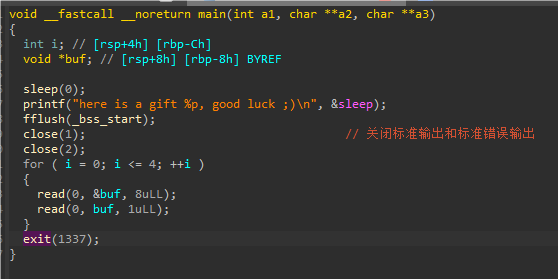 void __fastcall __noreturn main(int a1, char **a2, char **a3)
{
int i; // [rsp+4h] [rbp-Ch]
void *buf; // [rsp+8h] [rbp-8h] BYREF
sleep(0);
printf("here is a gift %p, good luck ;)\n", &sleep);
fflush(_bss_start);
close(1); // 关闭标准输出和标准错误输出
close(2);
for ( i = 0; i <= 4; ++i )
{
read(0, &buf, 8uLL);
read(0, buf, 1uLL);
}
exit(1337);
}